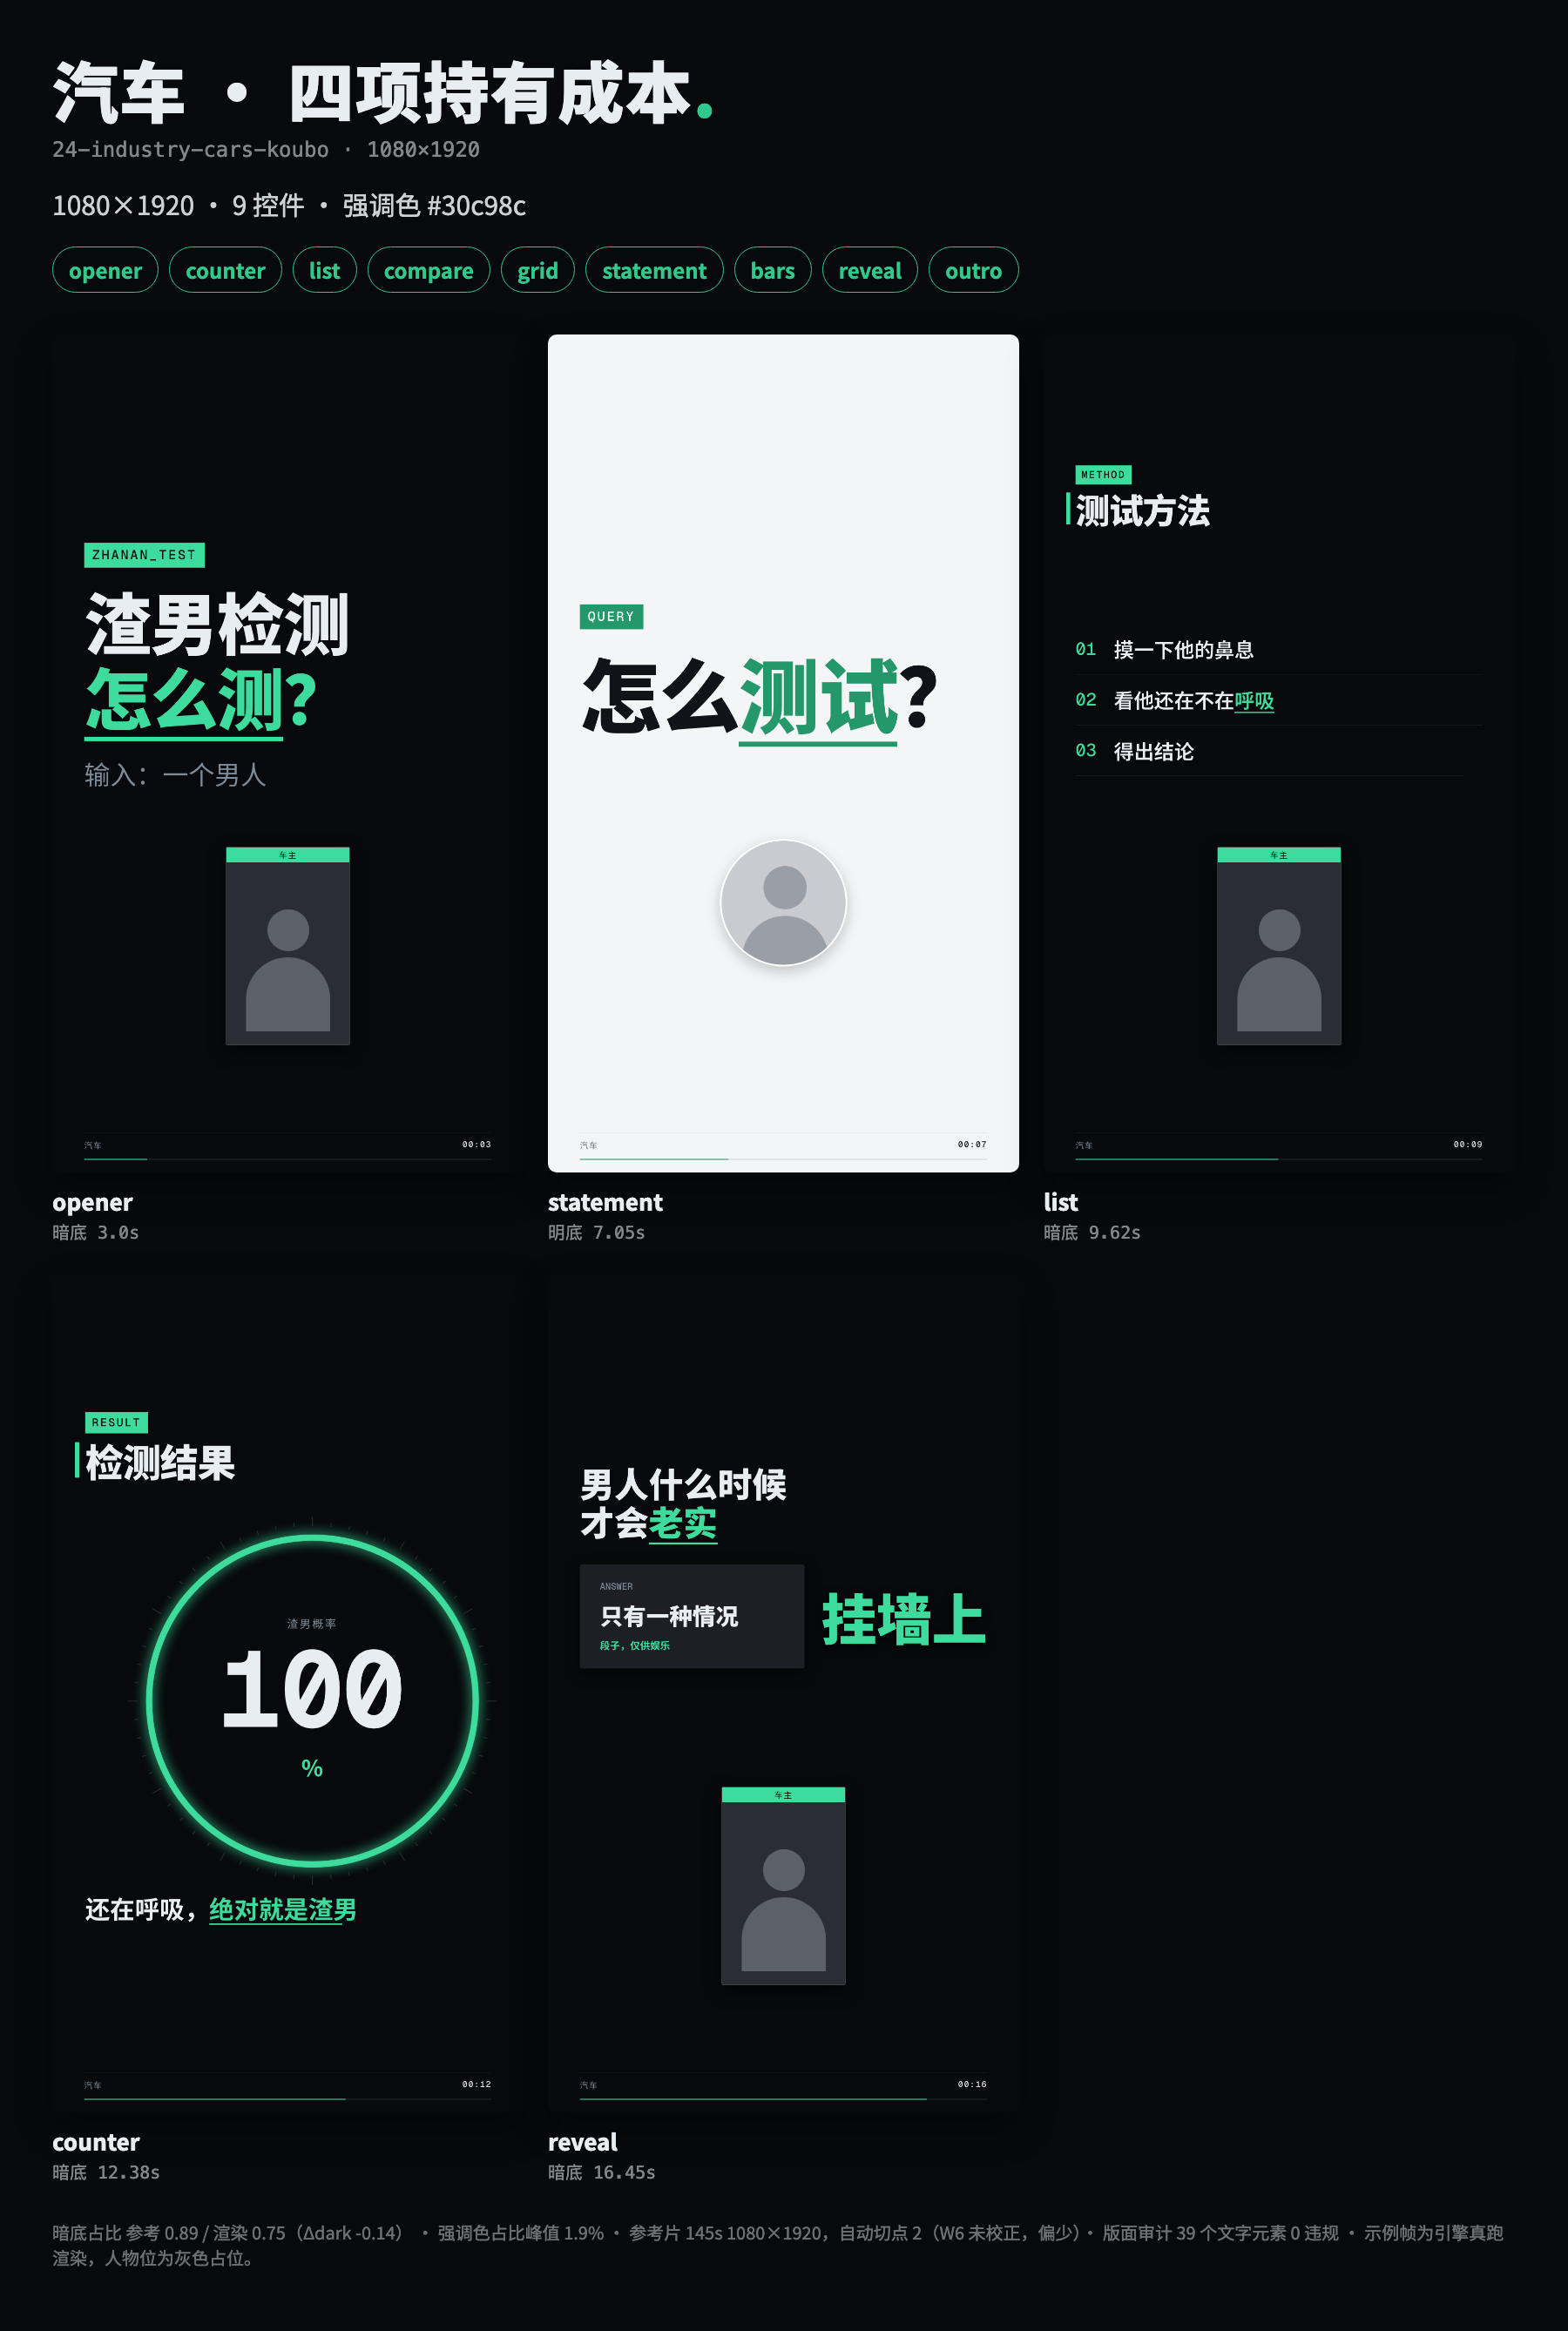 汽车 · 四项持有成本.
24-industry-cars-koubo · 1080×1920
1080×1920 · 9 控件 · 强调色 #30c98c
opener counter list compare grid statement bars reveal outro
ZHANAN_TEST
渣男检测
怎么测?
输入：一个男人
车主
汽车 00:03
opener
暗底 3.0s
QUERY
怎么测试?
汽车 00:07
statement
明底 7.05s
METHOD
测试方法
01 摸一下他的鼻息
02 看他还在不在呼吸
03 得出结论
车主
汽车 00:09
list
暗底 9.62s
RESULT
检测结果
渣男概率
100
%
还在呼吸，绝对就是渣男
汽车 00:12
counter
暗底 12.38s
男人什么时候
才会老实
ANSWER
只有一种情况
段子，仅供娱乐
挂墙上
车主
汽车 00:16
reveal
暗底 16.45s
暗底占比 参考 0.89 / 渲染 0.75（Δdark -0.14） · 强调色占比峰值 1.9% · 参考片 145s 1080×1920，自动切点 2（W6 未校正，偏少）· 版面审计 39 个文字元素 0 违规 · 示例帧为引擎真跑
渲染，人物位为灰色占位。